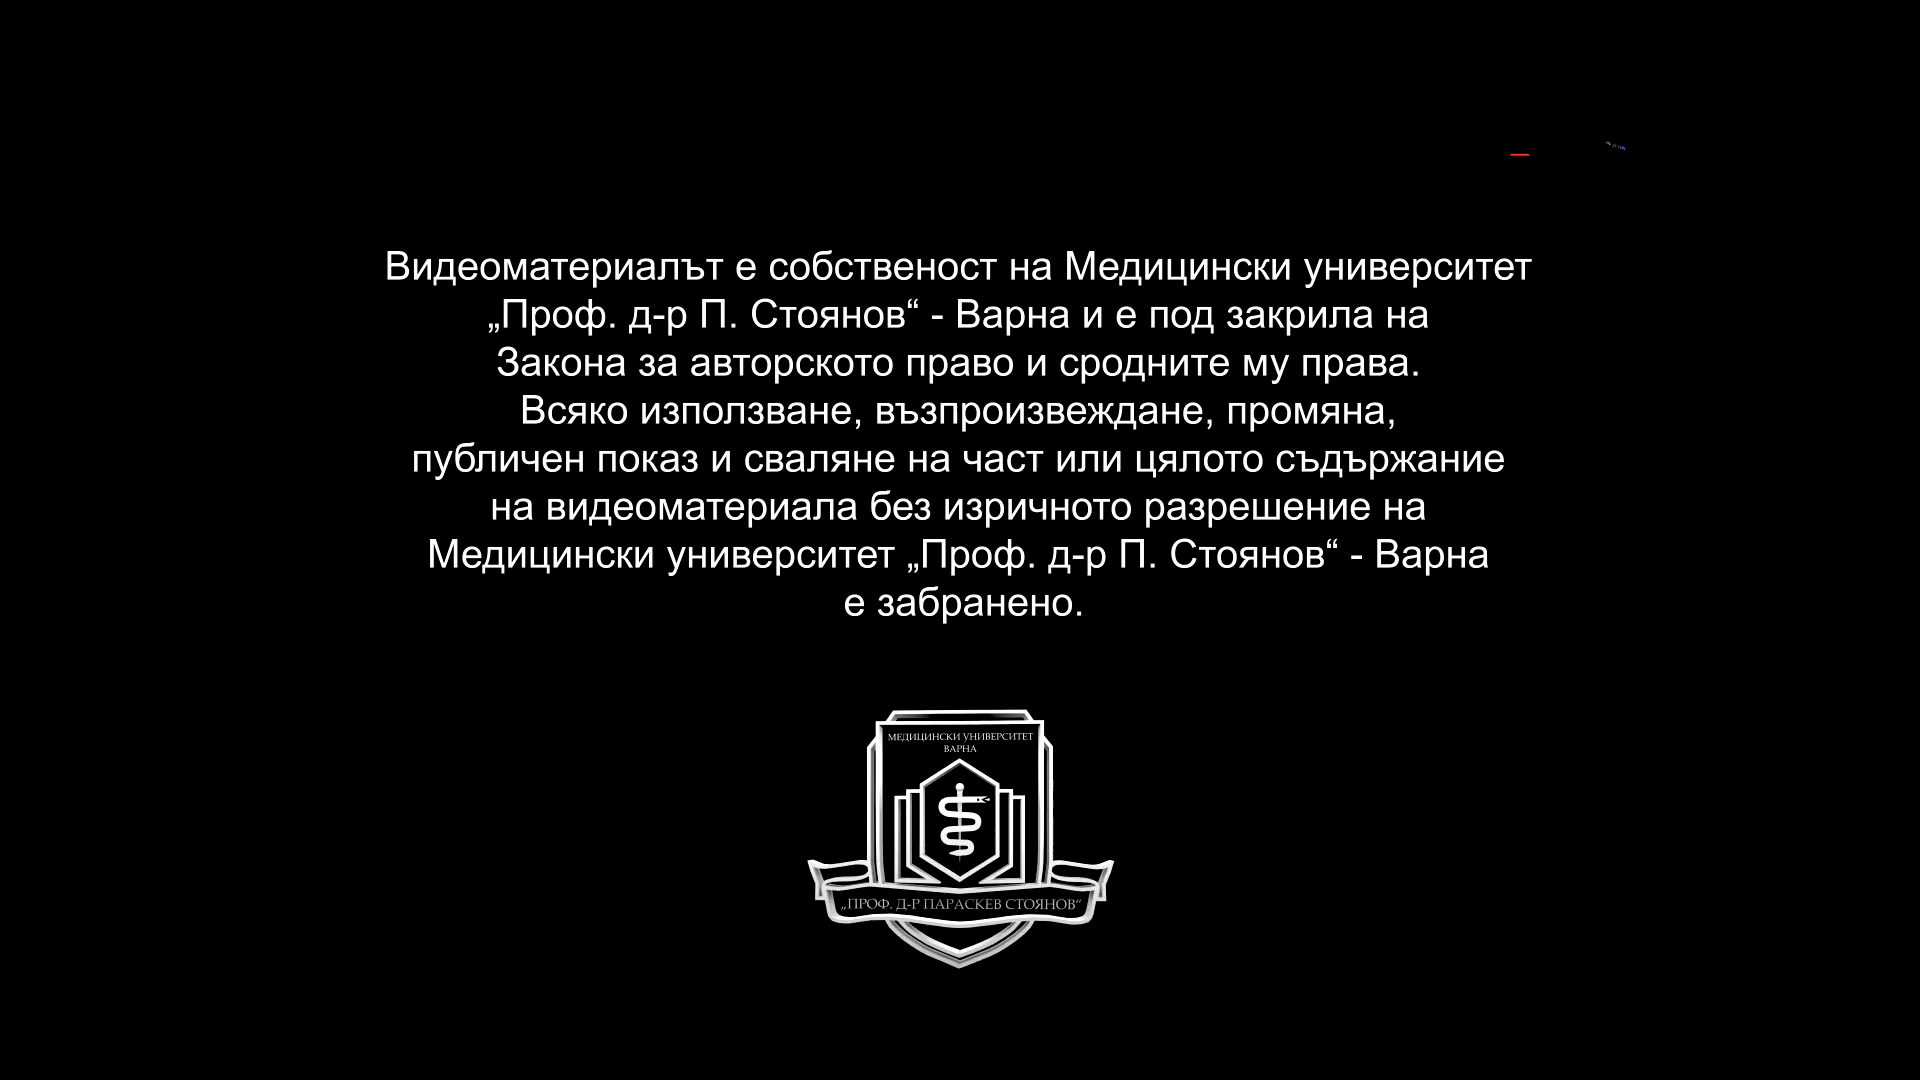 Видеоматериалът е собственост на Медицински университет
„Проф. д-р П. Стоянов“ - Варна и е под закрила на
Закона за авторското право и сродните му права.
Всяко използване, възпроизвеждане, промяна,
публичен показ и сваляне на част или цялото съдържание
на видеоматериала без изричното разрешение на
Медицински университет „Проф. д-р П. Стоянов“ - Варна
е забранено.
МЕДИЦИНСКИ УНИВЕРСИТЕТ
ВАРНА
„ПРОФ. Д-Р ПАРАСКЕВ СТОЯНОВ“